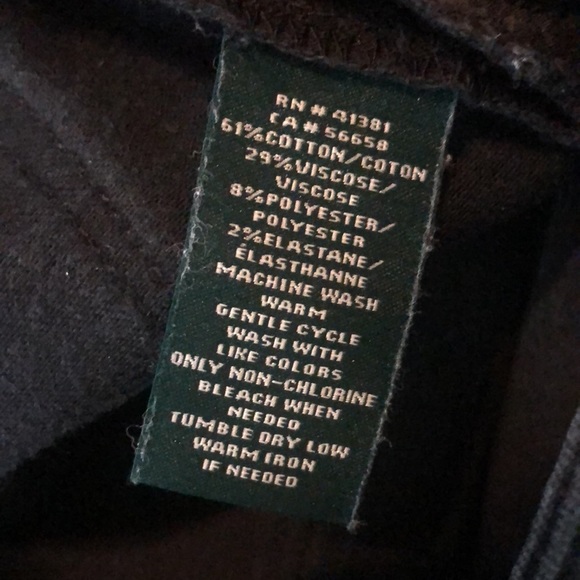 RN # 41381
CA # 56658
61%COTTON/COTON
29%VISCOSE/
VISCOSE
8%POLYESTER/
POLYESTER
2%ELASTANE/
ÉLASTHANNE
MACHINE WASH
WARM
GENTLE CYCLE
WASH WITH
LIKE COLORS
ONLY NON-CHLORINE
BLEACH WHEN
NEEDED
TUMBLE DRY LOW
WARM IRON
IF NEEDED